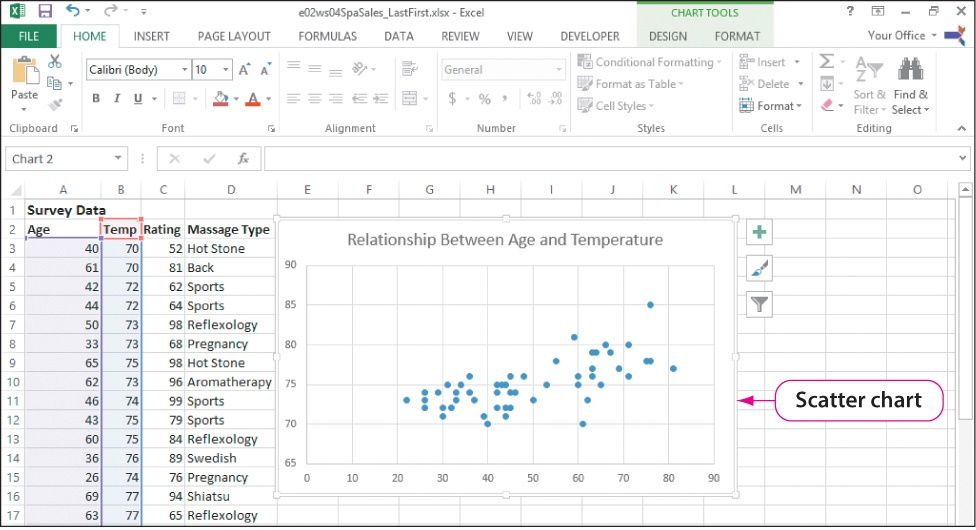 e02ws04SpaSales_LastFirst.xlsx - Excel
CHART TOOLS
?
FILE HOME INSERT PAGE LAYOUT FORMULAS DATA REVIEW VIEW DEVELOPER DESIGN FORMAT Your Office
Calibri (Body) 10 A A General Conditional Formatting Insert
Paste Format as Table Delete
B I U A $ % , Cell Styles Format
Sort & Filter
Find & Select
Clipboard Font Alignment Number Styles Cells Editing
Chart 2 fx
A B C D E F G H I J K L M N O
1 Survey Data
2 Age Temp Rating Massage Type
3 40 70 52 Hot Stone
4 61 70 81 Back
5 42 72 62 Sports
6 44 72 64 Sports
7 50 73 98 Reflexology
8 33 73 68 Pregnancy
9 65 75 98 Hot Stone
10 62 73 96 Aromatherapy
11 46 74 99 Sports
12 43 75 79 Sports
13 60 75 84 Reflexology
14 36 76 89 Swedish
15 26 74 76 Pregnancy
16 69 77 94 Shiatsu
17 63 77 65 Reflexology
Relationship Between Age and Temperature
90
85
80
75
70
65
0 10 20 30 40 50 60 70 80 90
Scatter chart